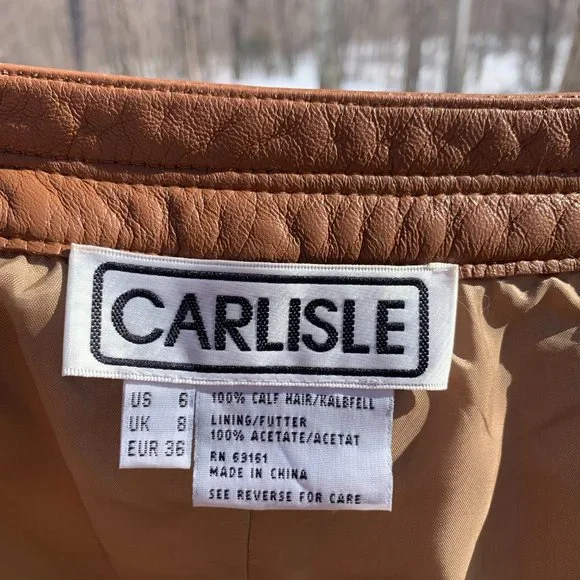 CARLISLE
US 6
UK 8
EUR 36
100% CALF HAIR/KALBFELL
LINING/FUTTER
100% ACETATE/ACETAT
RN 63161
MADE IN CHINA
SEE REVERSE FOR CARE